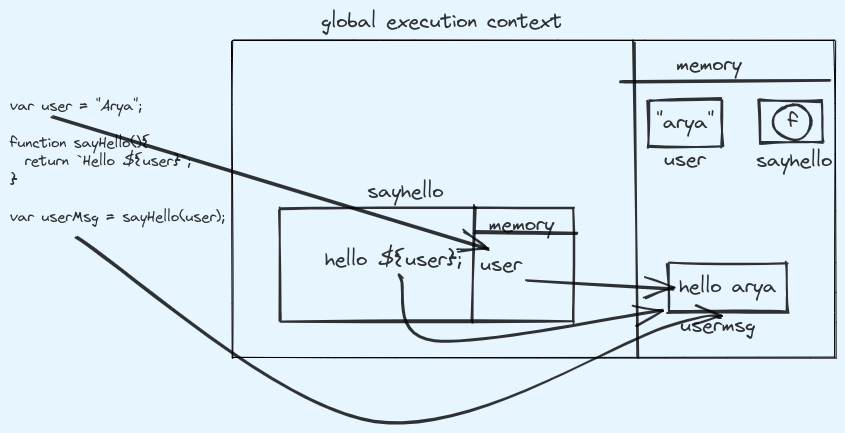 global execution context
memory
var user = "Arya";
"arya"
f
function sayHello(){
return `Hello ${user}`;
}
user
sayhello
sayhello
var userMsg = sayHello(user);
memory
hello ${user};
user
hello arya
usermsg